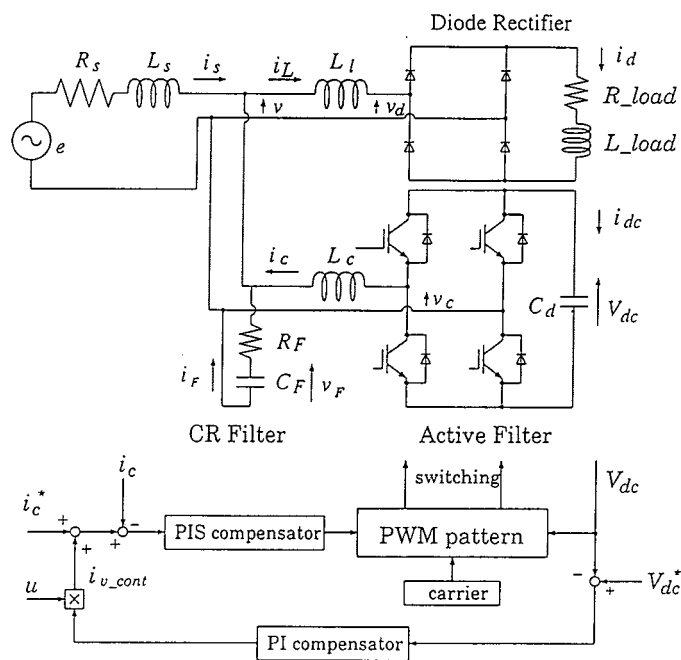 Diode Rectifier
R_s
L_s
i_s
i_L
L_l
i_d
R_load
v
v_d
L_load
e
i_dc
i_c
L_c
v_c
C_d
V_dc
R_F
i_F
C_F
v_F
CR Filter
Active Filter
i_c
switching
V_dc
i_c*
+
-
+
+
PIS compensator
PWM pattern
i_v_cont
-
+
V_dc*
u
×
carrier
PI compensator